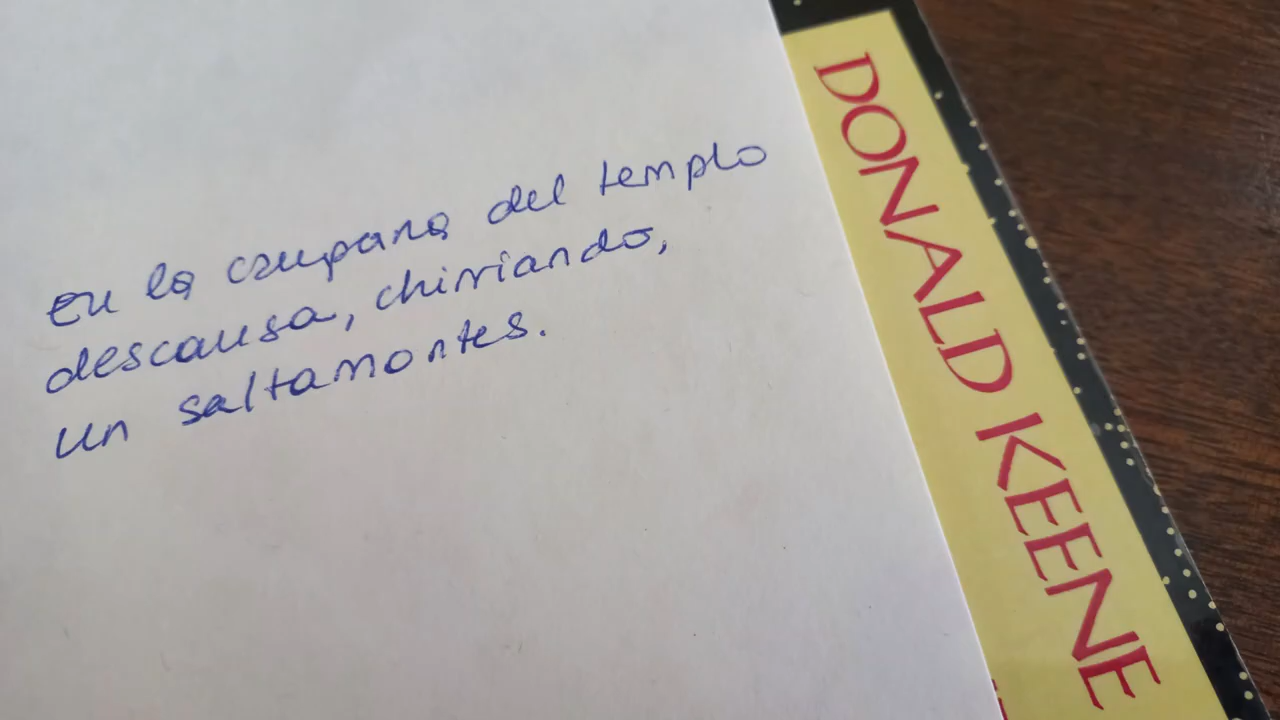 En la campana del templo
descansa, chirriando,
un saltamontes.
DONALD KEENE